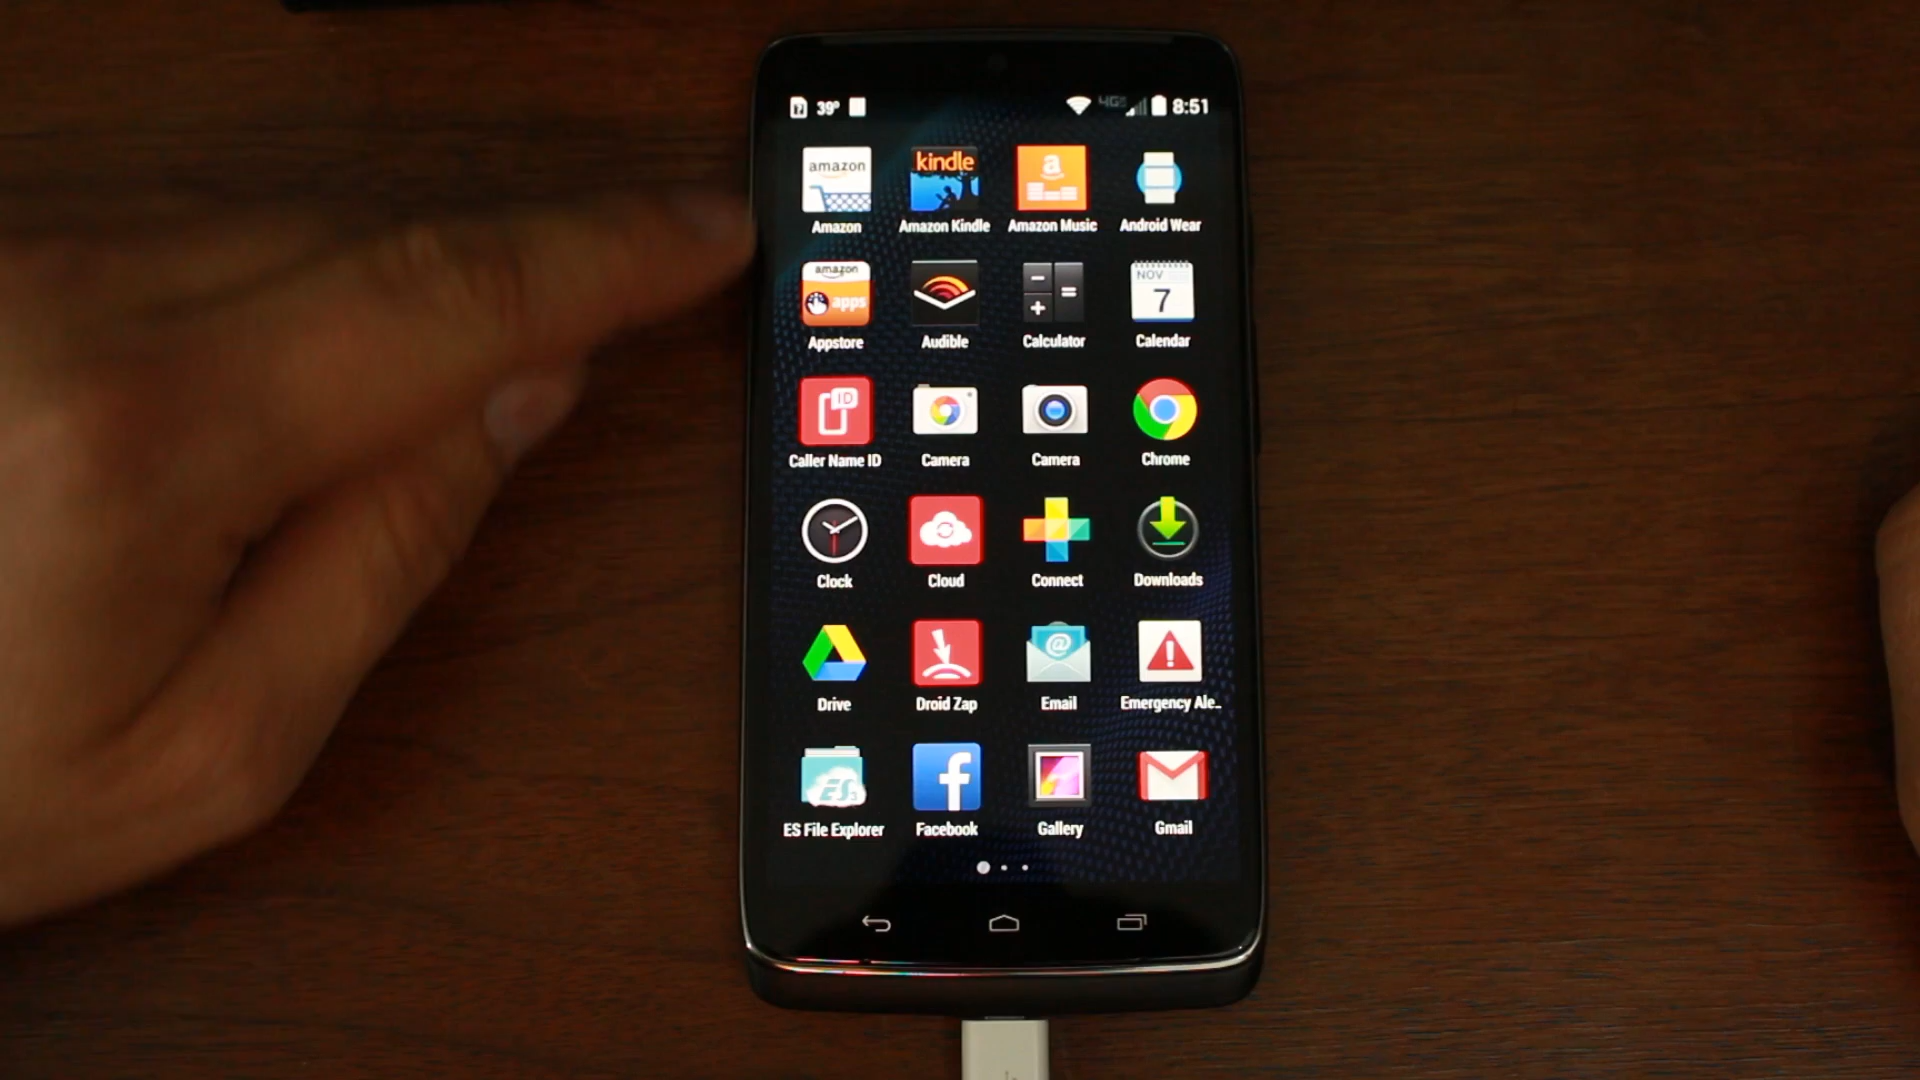 39° 4G 8:51
amazon kindle a
Amazon Amazon Kindle Amazon Music Android Wear
amazon apps NOV 7
Appstore Audible Calculator Calendar
ID
Caller Name ID Camera Camera Chrome
Clock Cloud Connect Downloads
@
Drive Droid Zap Email Emergency Ale..
ES f
ES File Explorer Facebook Gallery Gmail